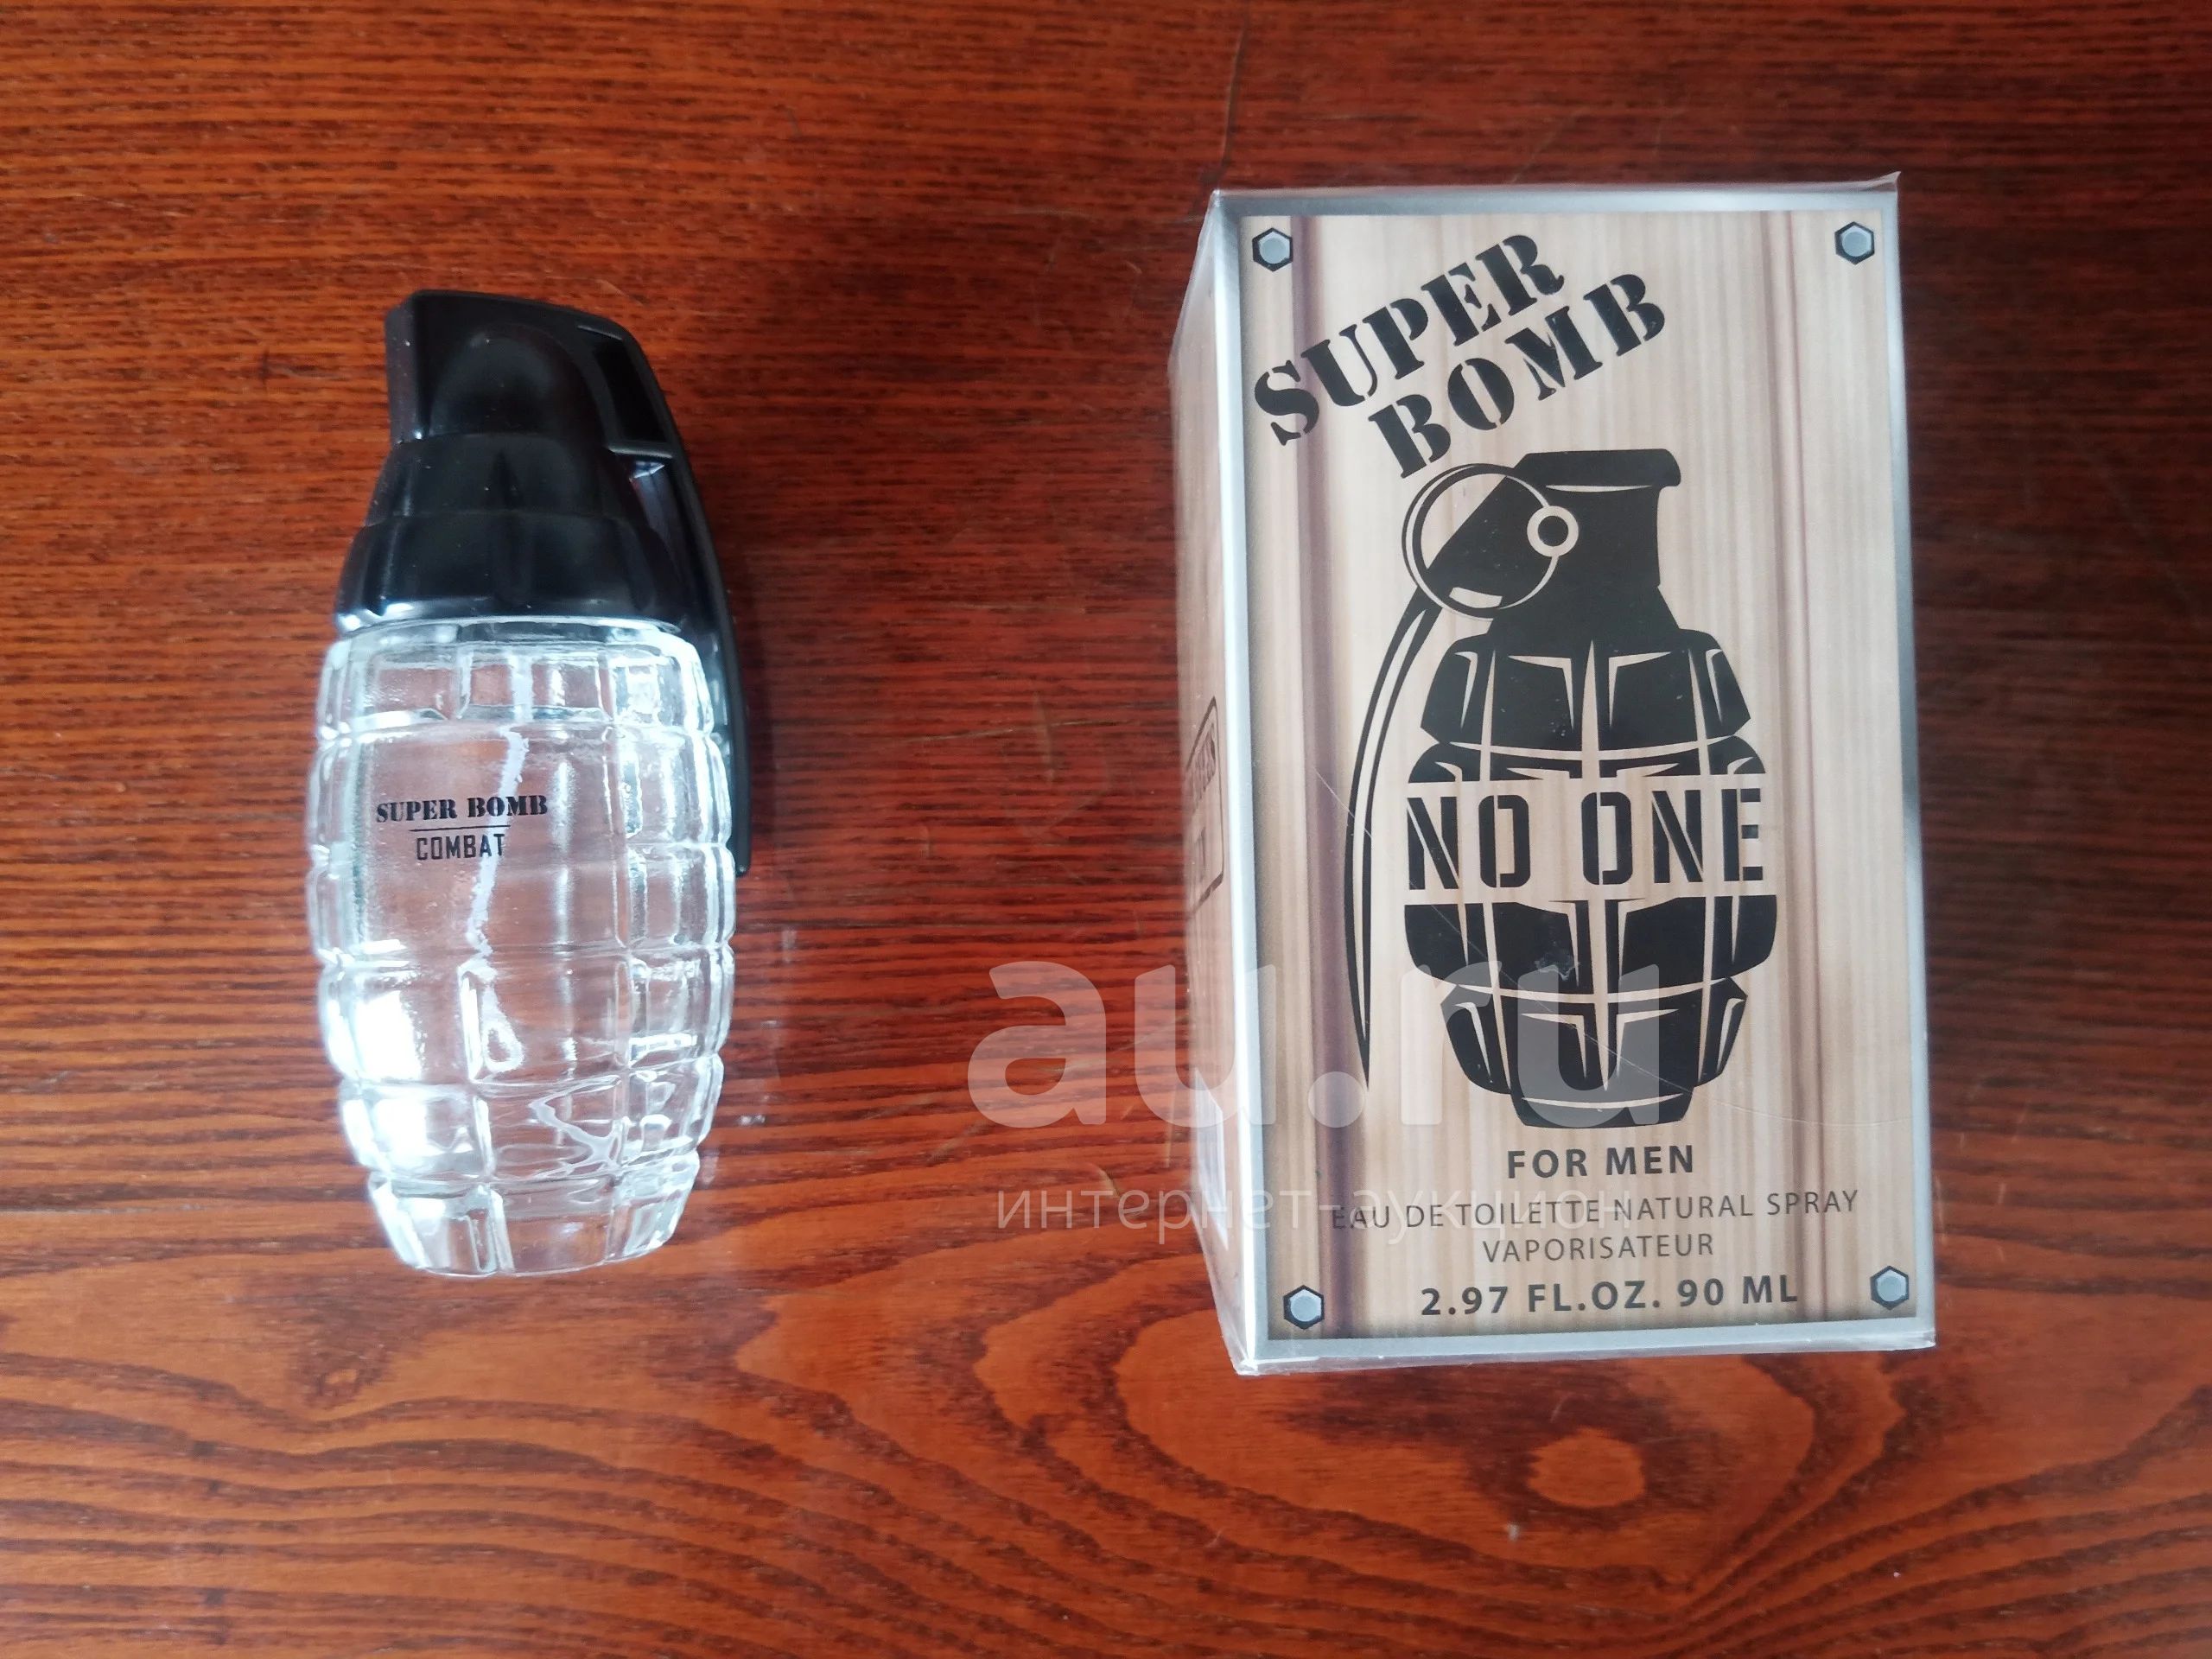 SUPER BOMB
COMBAT
SUPER
BOMB
NO ONE
FOR MEN
EAU DE TOILETTE NATURAL SPRAY
VAPORISATEUR
2.97 FL.OZ. 90 ML
au.ru
интернет-аукцион